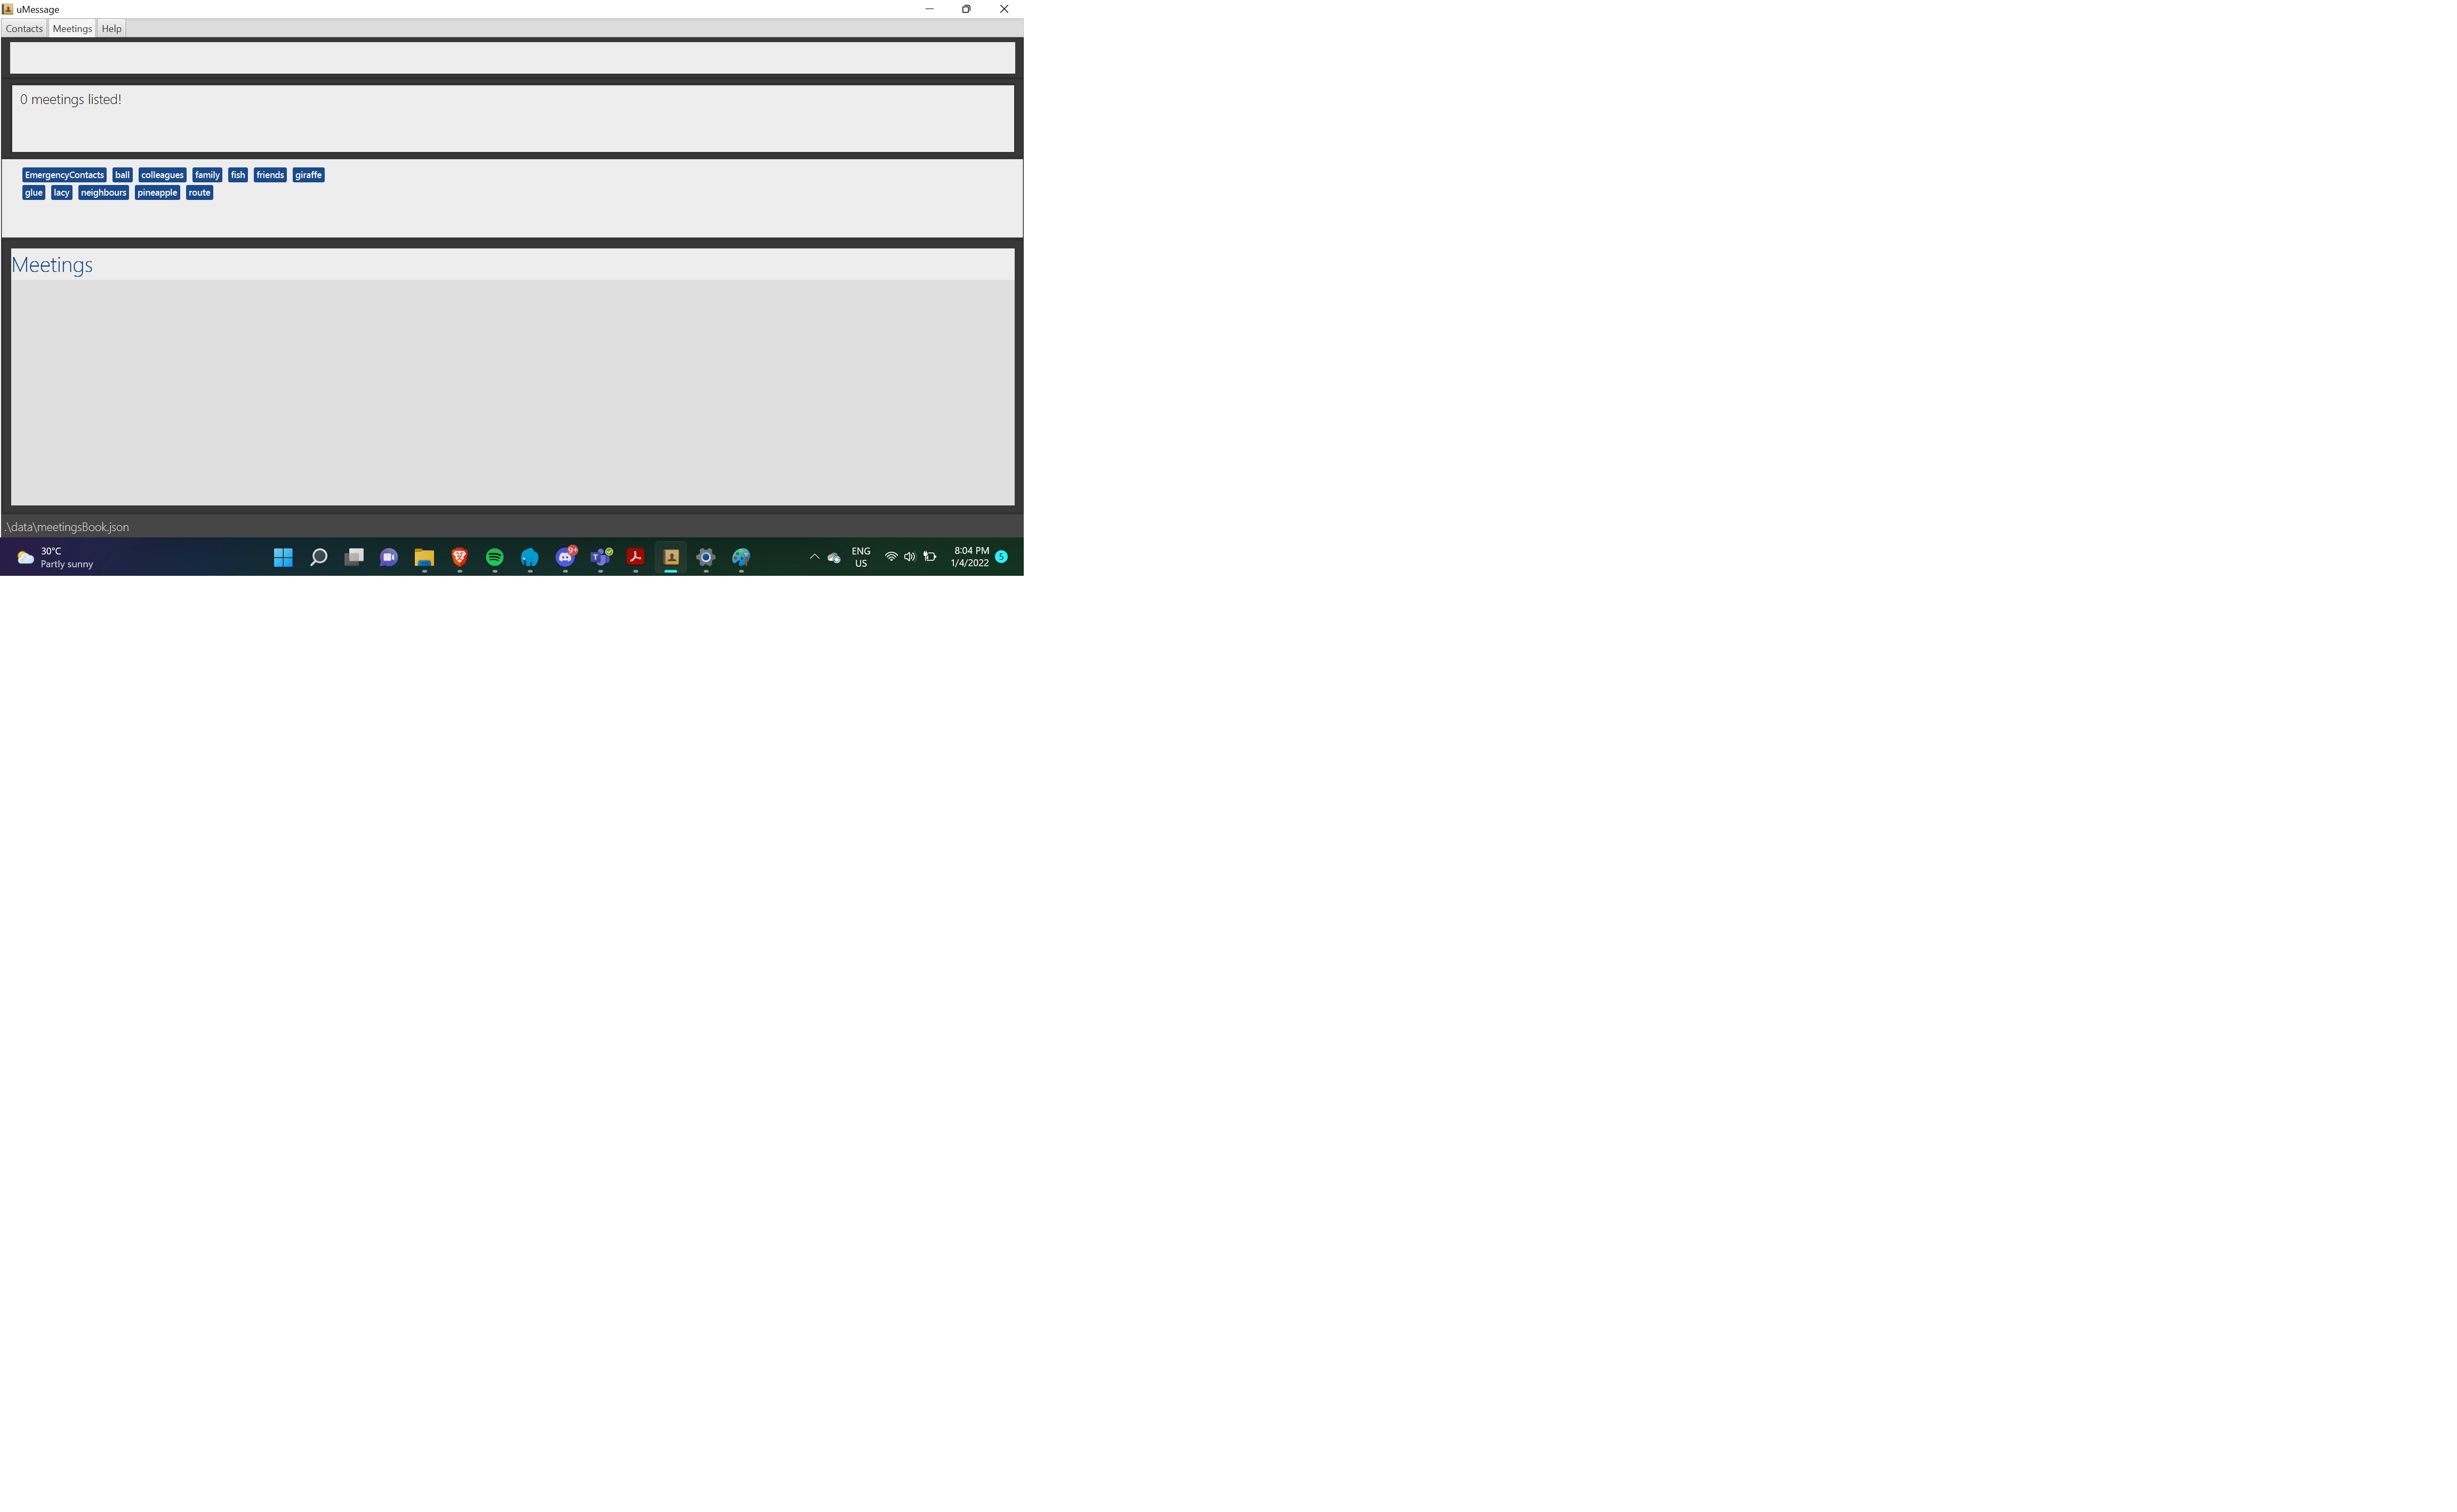 uMessage
Contacts Meetings Help
0 meetings listed!
EmergencyContacts ball colleagues family fish friends giraffe
glue lacy neighbours pineapple route
Meetings
.\data\meetingsBook.json
30°C
Partly sunny
9+
T
ENG
US
8:04 PM
1/4/2022
5